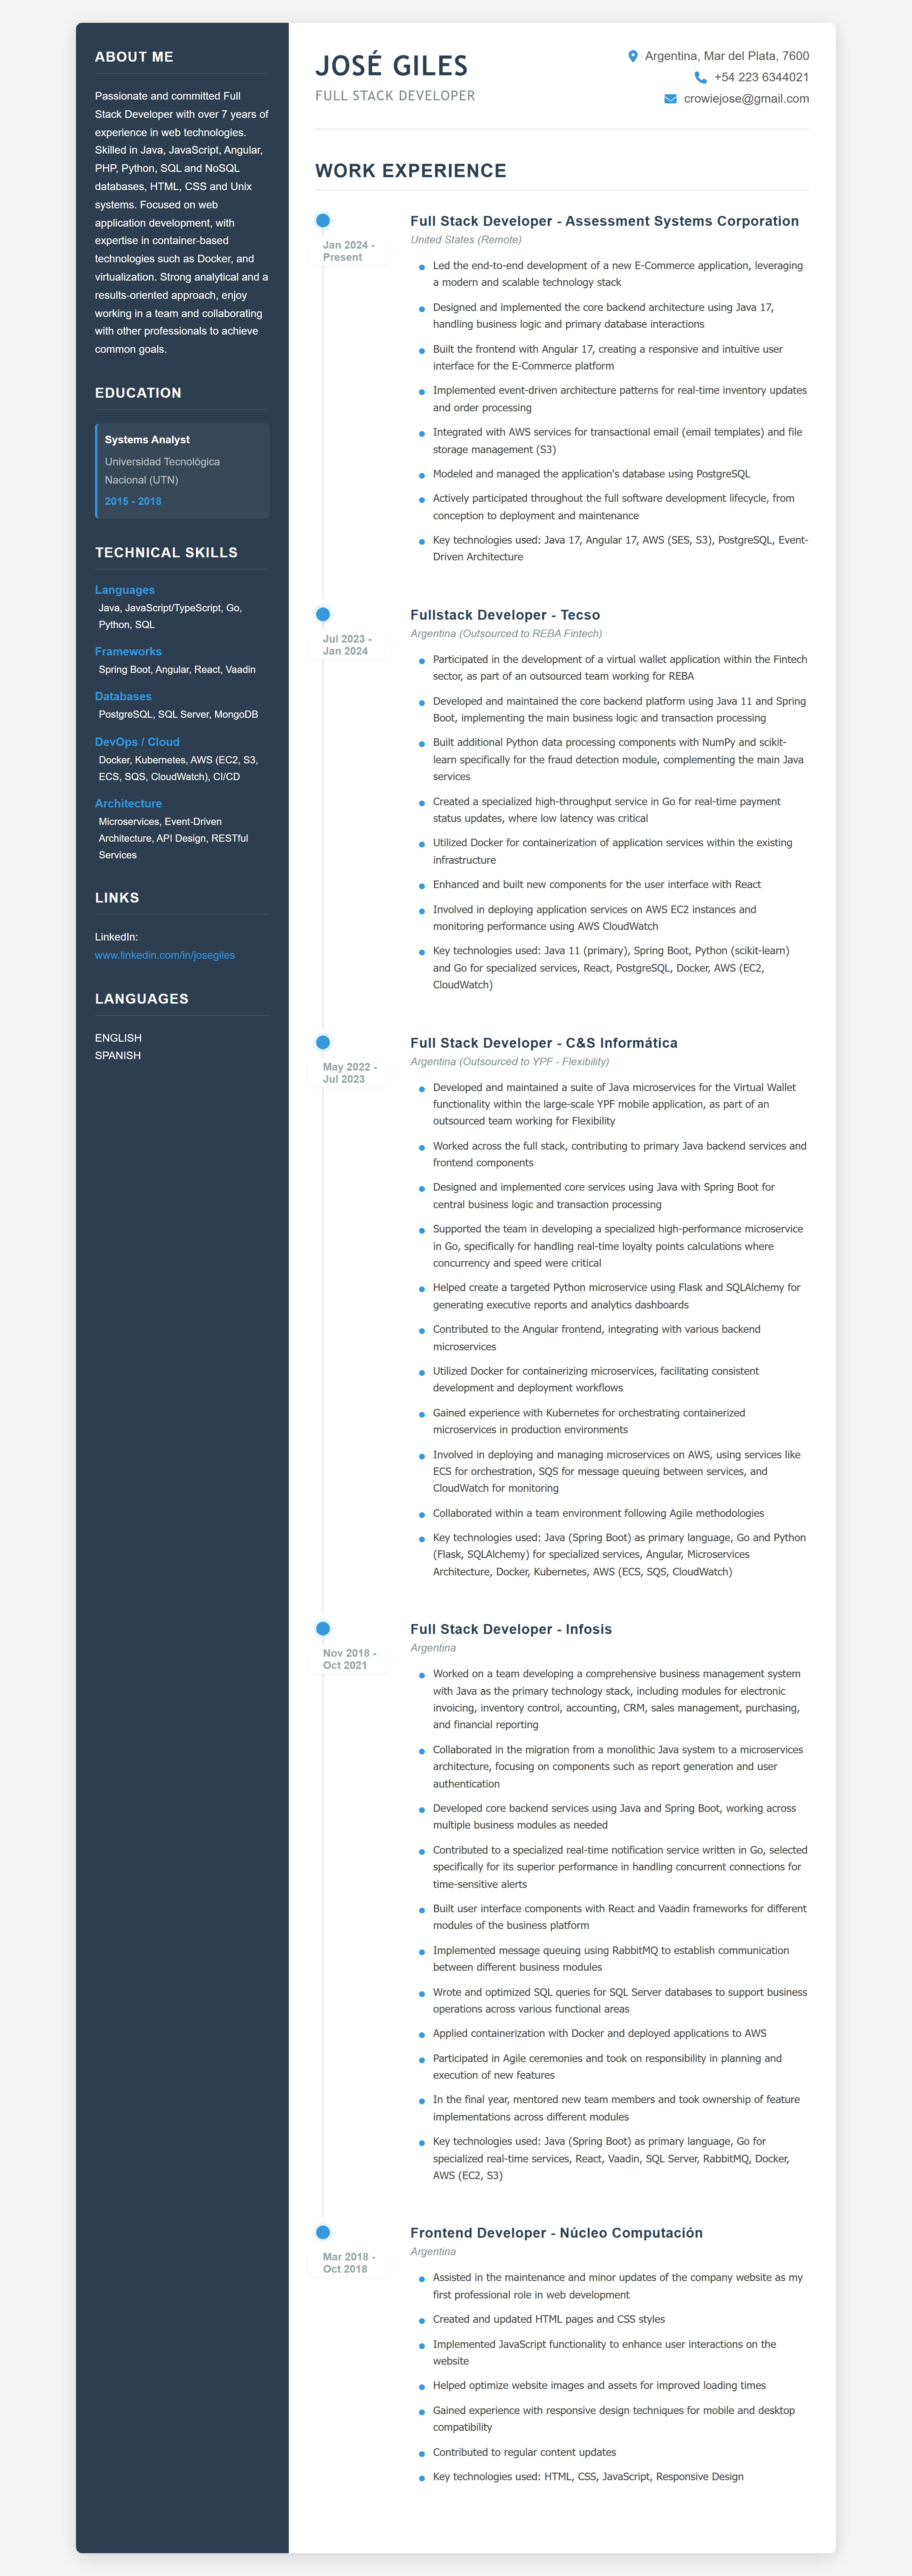 ABOUT ME
Passionate and committed Full
Stack Developer with over 7 years of
experience in web technologies.
Skilled in Java, JavaScript, Angular,
PHP, Python, SQL and NoSQL
databases, HTML, CSS and Unix
systems. Focused on web
application development, with
expertise in container-based
technologies such as Docker, and
virtualization. Strong analytical and a
results-oriented approach, enjoy
working in a team and collaborating
with other professionals to achieve
common goals.
EDUCATION
Systems Analyst
Universidad Tecnológica
Nacional (UTN)
2015 - 2018
TECHNICAL SKILLS
Languages
Java, JavaScript/TypeScript, Go,
Python, SQL
Frameworks
Spring Boot, Angular, React, Vaadin
Databases
PostgreSQL, SQL Server, MongoDB
DevOps / Cloud
Docker, Kubernetes, AWS (EC2, S3,
ECS, SQS, CloudWatch), CI/CD
Architecture
Microservices, Event-Driven
Architecture, API Design, RESTful
Services
LINKS
LinkedIn:
www.linkedin.com/in/josegiles
LANGUAGES
ENGLISH
SPANISH
JOSÉ GILES
FULL STACK DEVELOPER
Argentina, Mar del Plata, 7600
+54 223 6344021
crowiejose@gmail.com
WORK EXPERIENCE
Jan 2024 -
Present
Full Stack Developer - Assessment Systems Corporation
United States (Remote)
Led the end-to-end development of a new E-Commerce application, leveraging
a modern and scalable technology stack
Designed and implemented the core backend architecture using Java 17,
handling business logic and primary database interactions
Built the frontend with Angular 17, creating a responsive and intuitive user
interface for the E-Commerce platform
Implemented event-driven architecture patterns for real-time inventory updates
and order processing
Integrated with AWS services for transactional email (email templates) and file
storage management (S3)
Modeled and managed the application's database using PostgreSQL
Actively participated throughout the full software development lifecycle, from
conception to deployment and maintenance
Key technologies used: Java 17, Angular 17, AWS (SES, S3), PostgreSQL, Event-
Driven Architecture
Jul 2023 -
Jan 2024
Fullstack Developer - Tecso
Argentina (Outsourced to REBA Fintech)
Participated in the development of a virtual wallet application within the Fintech
sector, as part of an outsourced team working for REBA
Developed and maintained the core backend platform using Java 11 and Spring
Boot, implementing the main business logic and transaction processing
Built additional Python data processing components with NumPy and scikit-
learn specifically for the fraud detection module, complementing the main Java
services
Created a specialized high-throughput service in Go for real-time payment
status updates, where low latency was critical
Utilized Docker for containerization of application services within the existing
infrastructure
Enhanced and built new components for the user interface with React
Involved in deploying application services on AWS EC2 instances and
monitoring performance using AWS CloudWatch
Key technologies used: Java 11 (primary), Spring Boot, Python (scikit-learn)
and Go for specialized services, React, PostgreSQL, Docker, AWS (EC2,
CloudWatch)
May 2022 -
Jul 2023
Full Stack Developer - C&S Informática
Argentina (Outsourced to YPF - Flexibility)
Developed and maintained a suite of Java microservices for the Virtual Wallet
functionality within the large-scale YPF mobile application, as part of an
outsourced team working for Flexibility
Worked across the full stack, contributing to primary Java backend services and
frontend components
Designed and implemented core services using Java with Spring Boot for
central business logic and transaction processing
Supported the team in developing a specialized high-performance microservice
in Go, specifically for handling real-time loyalty points calculations where
concurrency and speed were critical
Helped create a targeted Python microservice using Flask and SQLAlchemy for
generating executive reports and analytics dashboards
Contributed to the Angular frontend, integrating with various backend
microservices
Utilized Docker for containerizing microservices, facilitating consistent
development and deployment workflows
Gained experience with Kubernetes for orchestrating containerized
microservices in production environments
Involved in deploying and managing microservices on AWS, using services like
ECS for orchestration, SQS for message queuing between services, and
CloudWatch for monitoring
Collaborated within a team environment following Agile methodologies
Key technologies used: Java (Spring Boot) as primary language, Go and Python
(Flask, SQLAlchemy) for specialized services, Angular, Microservices
Architecture, Docker, Kubernetes, AWS (ECS, SQS, CloudWatch)
Nov 2018 -
Oct 2021
Full Stack Developer - Infosis
Argentina
Worked on a team developing a comprehensive business management system
with Java as the primary technology stack, including modules for electronic
invoicing, inventory control, accounting, CRM, sales management, purchasing,
and financial reporting
Collaborated in the migration from a monolithic Java system to a microservices
architecture, focusing on components such as report generation and user
authentication
Developed core backend services using Java and Spring Boot, working across
multiple business modules as needed
Contributed to a specialized real-time notification service written in Go, selected
specifically for its superior performance in handling concurrent connections for
time-sensitive alerts
Built user interface components with React and Vaadin frameworks for different
modules of the business platform
Implemented message queuing using RabbitMQ to establish communication
between different business modules
Wrote and optimized SQL queries for SQL Server databases to support business
operations across various functional areas
Applied containerization with Docker and deployed applications to AWS
Participated in Agile ceremonies and took on responsibility in planning and
execution of new features
In the final year, mentored new team members and took ownership of feature
implementations across different modules
Key technologies used: Java (Spring Boot) as primary language, Go for
specialized real-time services, React, Vaadin, SQL Server, RabbitMQ, Docker,
AWS (EC2, S3)
Mar 2018 -
Oct 2018
Frontend Developer - Núcleo Computación
Argentina
Assisted in the maintenance and minor updates of the company website as my
first professional role in web development
Created and updated HTML pages and CSS styles
Implemented JavaScript functionality to enhance user interactions on the
website
Helped optimize website images and assets for improved loading times
Gained experience with responsive design techniques for mobile and desktop
compatibility
Contributed to regular content updates
Key technologies used: HTML, CSS, JavaScript, Responsive Design